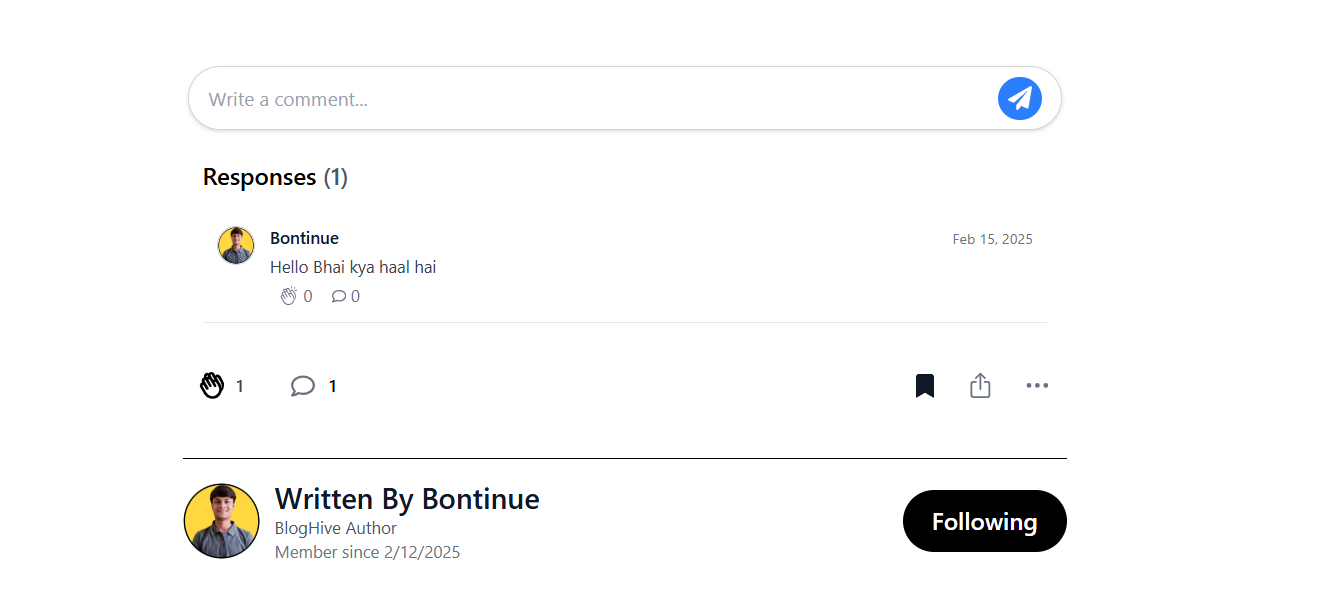 Write a comment...
Responses (1)
Bontinue
Feb 15, 2025
Hello Bhai kya haal hai
0 0
1 1
Written By Bontinue
BlogHive Author
Member since 2/12/2025
Following